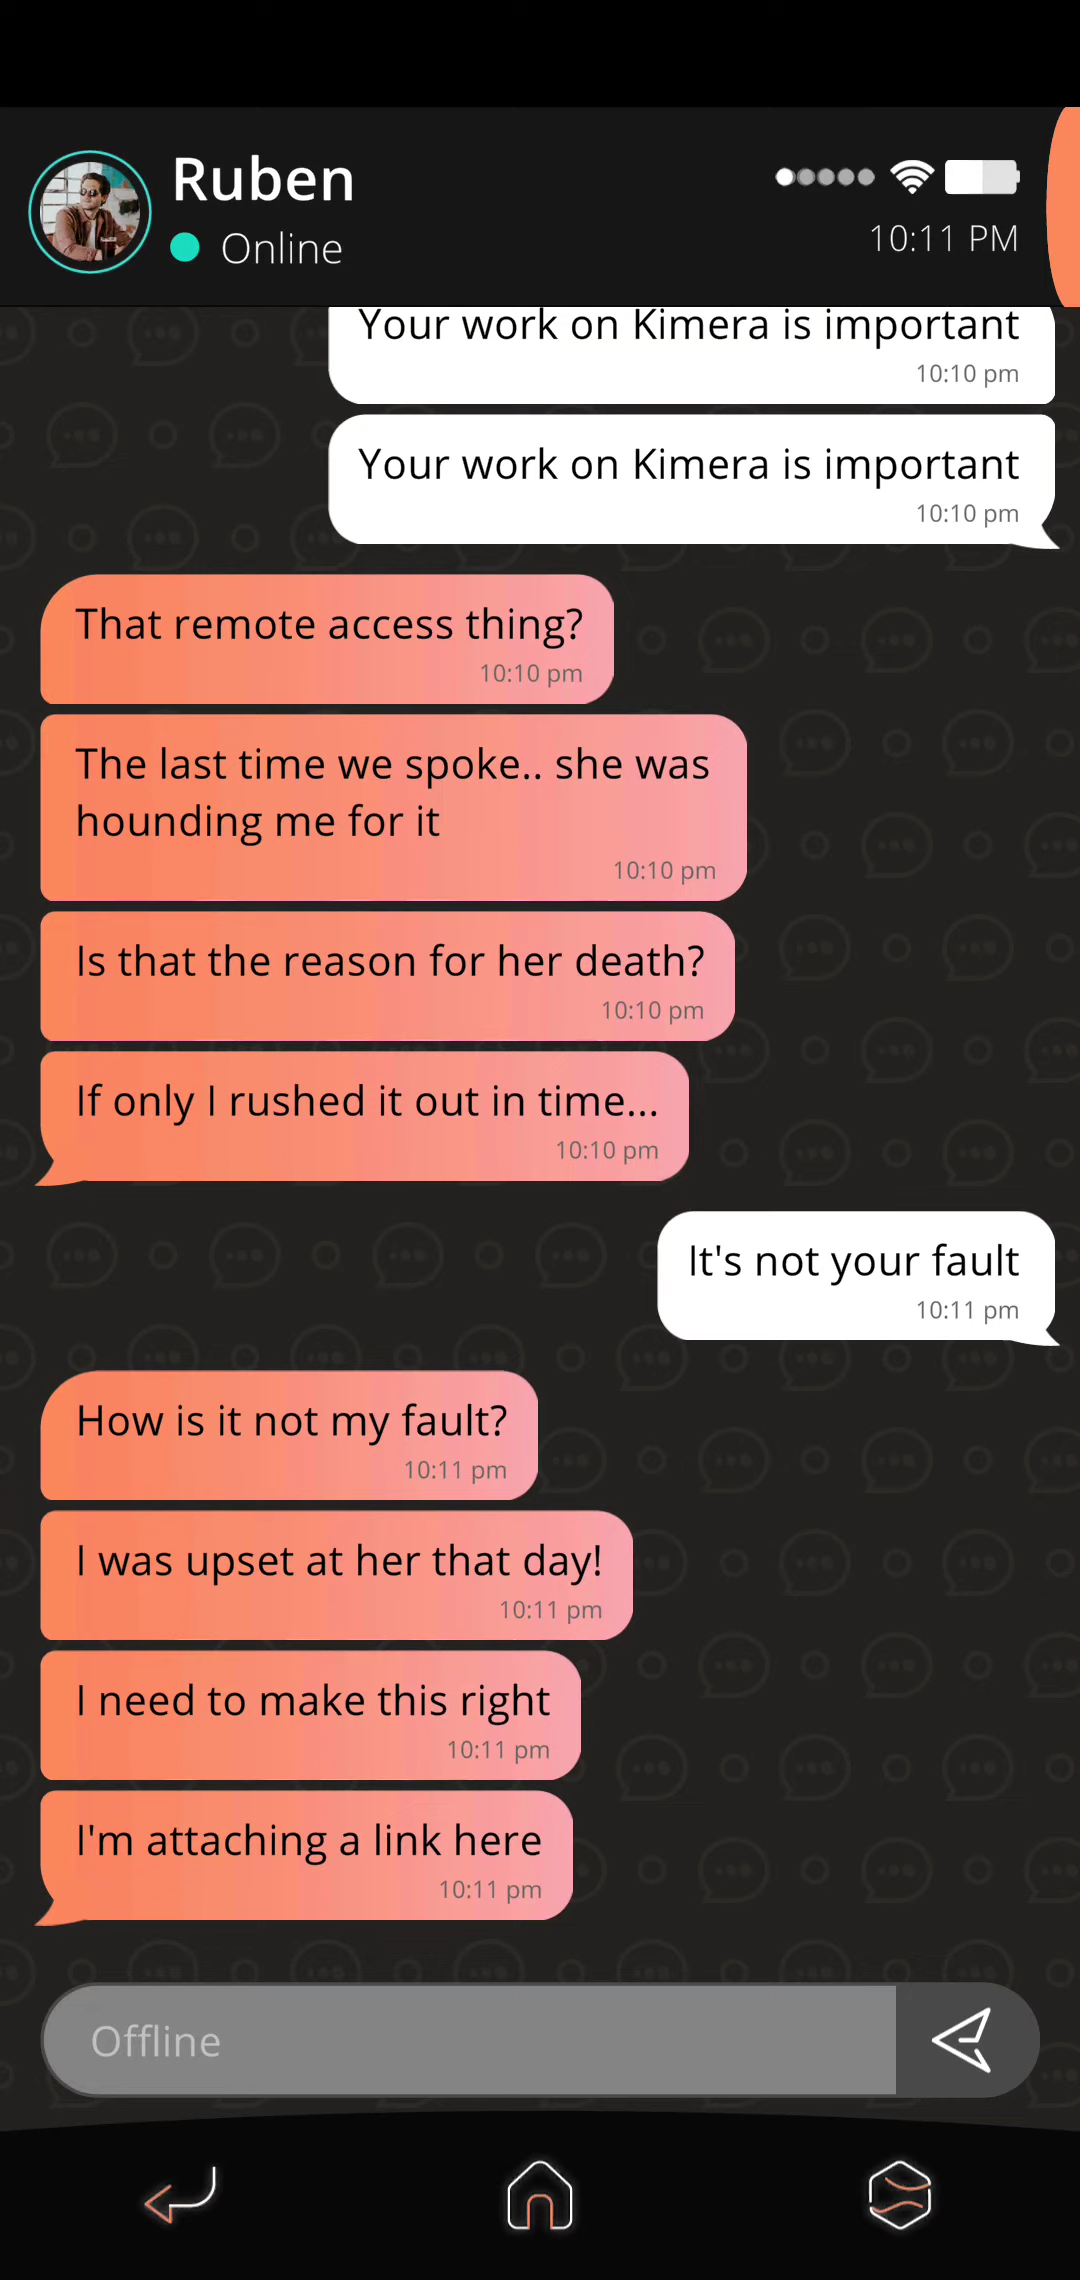 Ruben
Online
10:11 PM
Your work on Kimera is important
10:10 pm
Your work on Kimera is important
10:10 pm
That remote access thing?
10:10 pm
The last time we spoke.. she was
hounding me for it
10:10 pm
Is that the reason for her death?
10:10 pm
If only I rushed it out in time...
10:10 pm
It's not your fault
10:11 pm
How is it not my fault?
10:11 pm
I was upset at her that day!
10:11 pm
I need to make this right
10:11 pm
I'm attaching a link here
10:11 pm
Offline